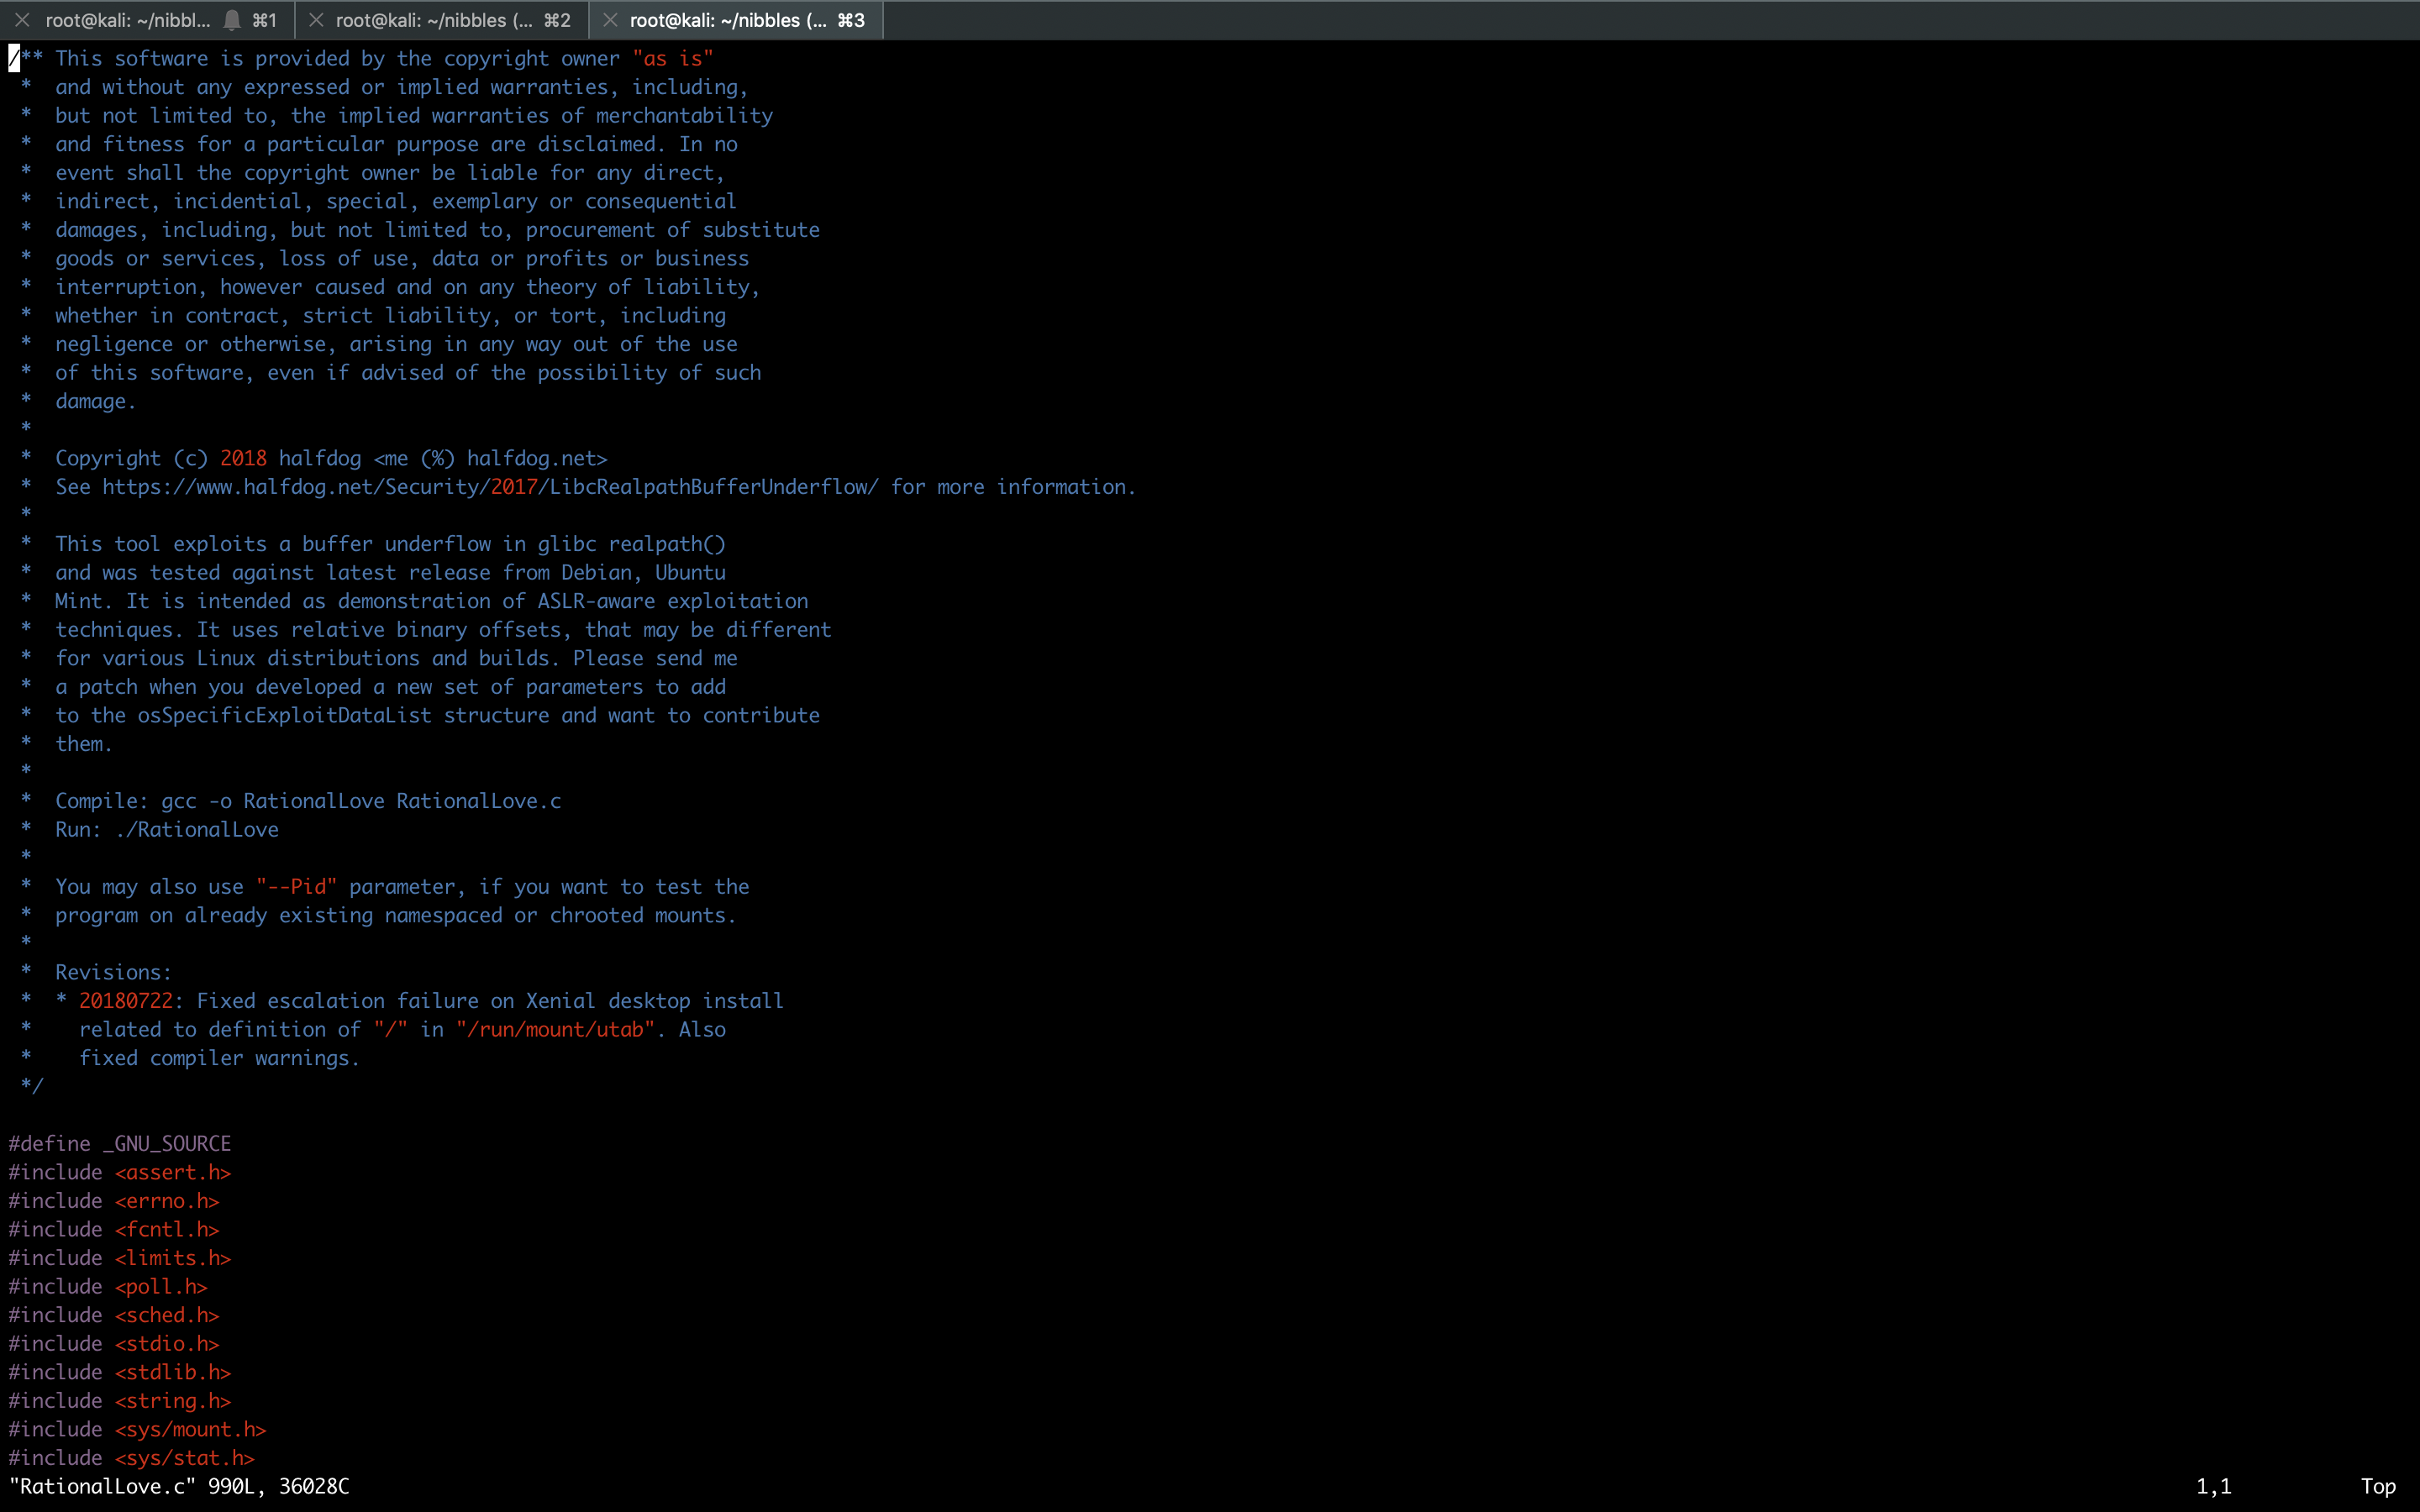 root@kali: ~/nibbl... ⌘1 root@kali: ~/nibbles (... ⌘2 root@kali: ~/nibbles (... ⌘3
/** This software is provided by the copyright owner "as is"
 *  and without any expressed or implied warranties, including,
 *  but not limited to, the implied warranties of merchantability
 *  and fitness for a particular purpose are disclaimed. In no
 *  event shall the copyright owner be liable for any direct,
 *  indirect, incidential, special, exemplary or consequential
 *  damages, including, but not limited to, procurement of substitute
 *  goods or services, loss of use, data or profits or business
 *  interruption, however caused and on any theory of liability,
 *  whether in contract, strict liability, or tort, including
 *  negligence or otherwise, arising in any way out of the use
 *  of this software, even if advised of the possibility of such
 *  damage.
 *
 *  Copyright (c) 2018 halfdog <me (%) halfdog.net>
 *  See https://www.halfdog.net/Security/2017/LibcRealpathBufferUnderflow/ for more information.
 *
 *  This tool exploits a buffer underflow in glibc realpath()
 *  and was tested against latest release from Debian, Ubuntu
 *  Mint. It is intended as demonstration of ASLR-aware exploitation
 *  techniques. It uses relative binary offsets, that may be different
 *  for various Linux distributions and builds. Please send me
 *  a patch when you developed a new set of parameters to add
 *  to the osSpecificExploitDataList structure and want to contribute
 *  them.
 *
 *  Compile: gcc -o RationalLove RationalLove.c
 *  Run: ./RationalLove
 *
 *  You may also use "--Pid" parameter, if you want to test the
 *  program on already existing namespaced or chrooted mounts.
 *
 *  Revisions:
 *  * 20180722: Fixed escalation failure on Xenial desktop install
 *    related to definition of "/" in "/run/mount/utab". Also
 *    fixed compiler warnings.
 */
#define _GNU_SOURCE
#include <assert.h>
#include <errno.h>
#include <fcntl.h>
#include <limits.h>
#include <poll.h>
#include <sched.h>
#include <stdio.h>
#include <stdlib.h>
#include <string.h>
#include <sys/mount.h>
#include <sys/stat.h>
"RationalLove.c" 990L, 36028C 1,1 Top